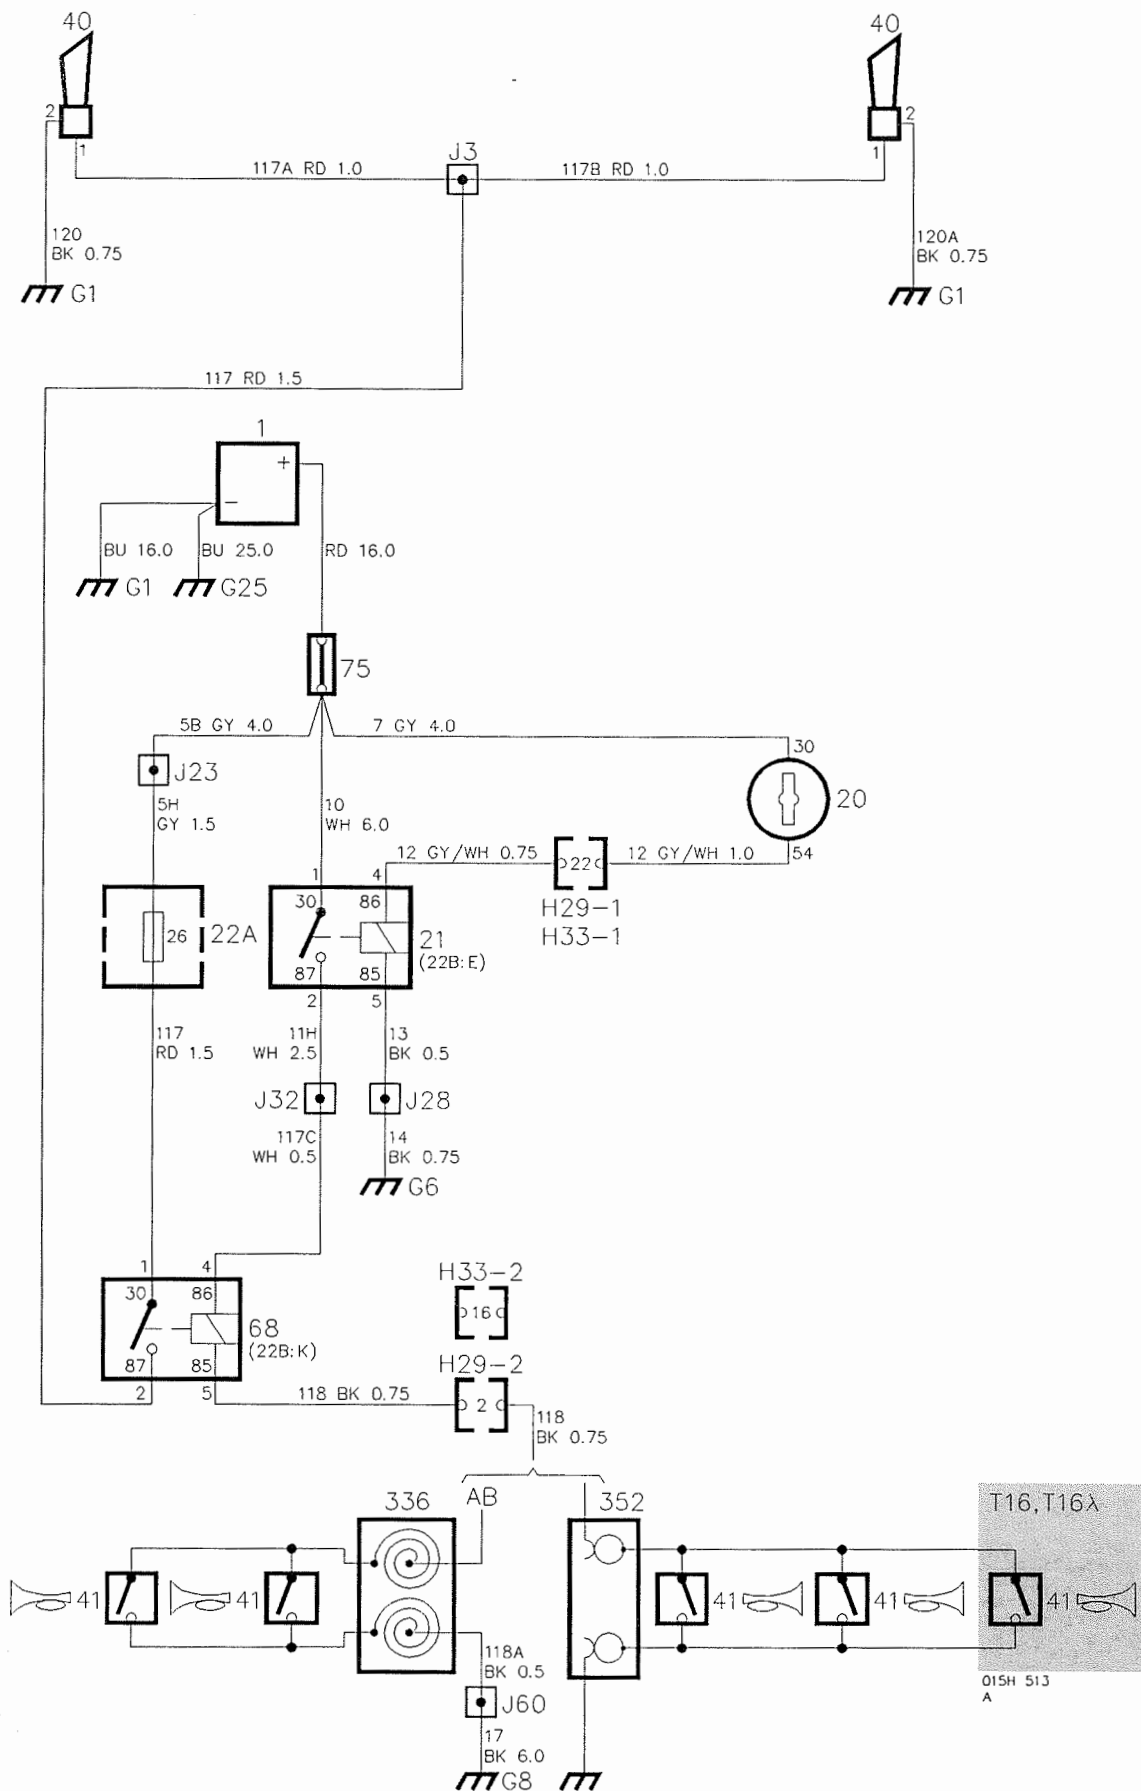 40
40
2
1
2
1
J3
117A RD 1.0
117B RD 1.0
120
BK 0.75
120A
BK 0.75
G1
G1
117 RD 1.5
1
+
−
BU 16.0
BU 25.0
RD 16.0
G1
G25
75
5B GY 4.0
7 GY 4.0
30
J23
20
5H
GY 1.5
10
WH 6.0
12 GY/WH 0.75
22
12 GY/WH 1.0
54
H29-1
H33-1
1
4
30
86
26
22A
21
(22B:E)
87
85
2
5
117
RD 1.5
11H
WH 2.5
13
BK 0.5
J32
J28
117C
WH 0.5
14
BK 0.75
G6
1
4
H33-2
30
86
16
68
(22B:K)
87
85
H29-2
2
5
118 BK 0.75
2
118
BK 0.75
336
AB
352
T16,T16λ
41
41
41
41
41
118A
BK 0.5
J60
17
BK 6.0
G8
015H 513
A